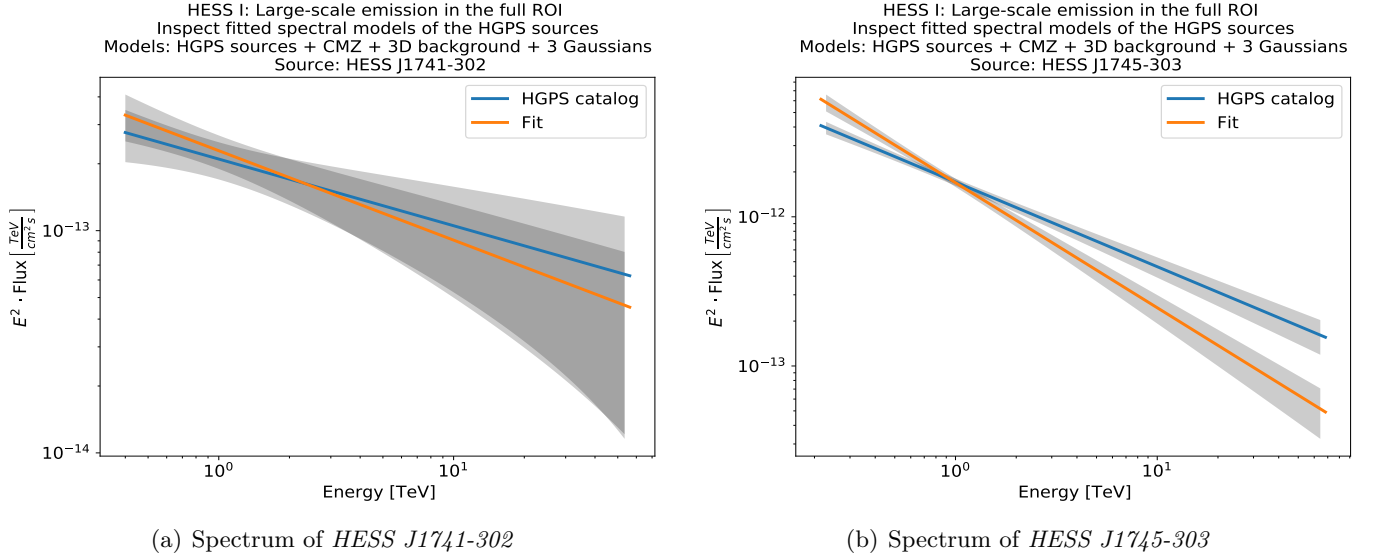 HESS I: Large-scale emission in the full ROI
Inspect fitted spectral models of the HGPS sources
Models: HGPS sources + CMZ + 3D background + 3 Gaussians
Source: HESS J1741-302
HGPS catalog
Fit
E² · Flux [TeV/cm² s]
10⁻¹³
10⁻¹⁴
10⁰
10¹
Energy [TeV]
(a) Spectrum of HESS J1741-302
HESS I: Large-scale emission in the full ROI
Inspect fitted spectral models of the HGPS sources
Models: HGPS sources + CMZ + 3D background + 3 Gaussians
Source: HESS J1745-303
HGPS catalog
Fit
E² · Flux [TeV/cm² s]
10⁻¹²
10⁻¹³
10⁰
10¹
Energy [TeV]
(b) Spectrum of HESS J1745-303